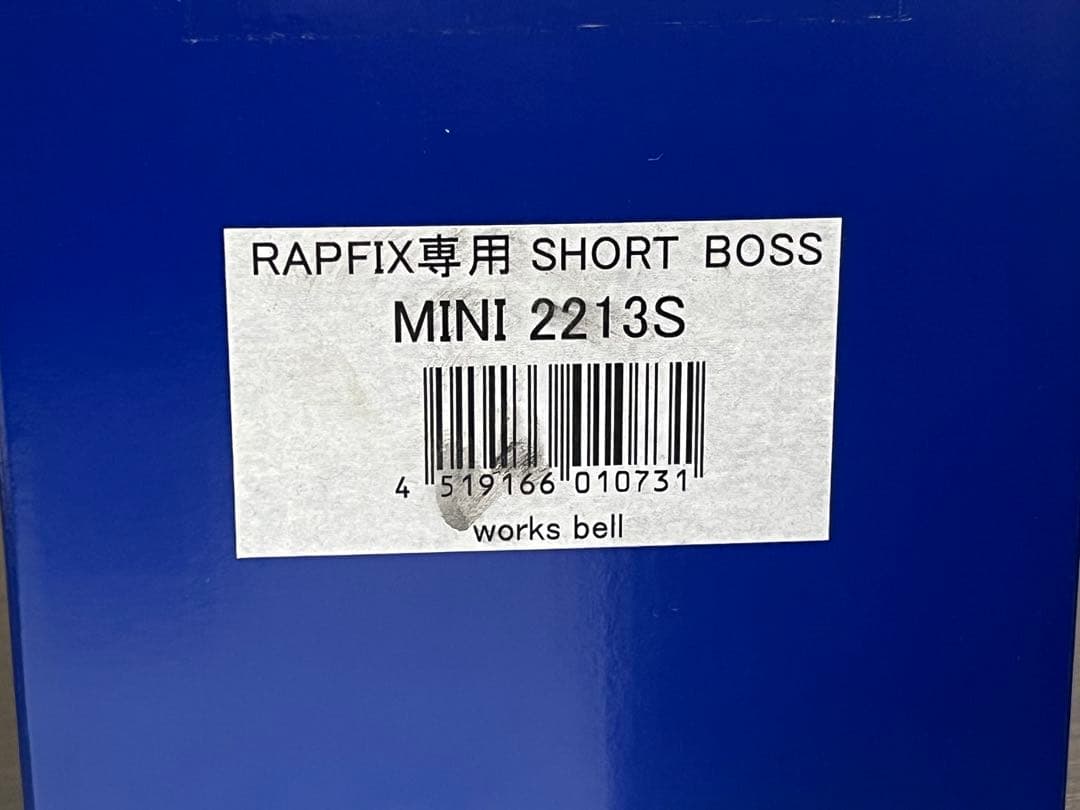 RAPFIX専用 SHORT BOSS
MINI 2213S
4 519166 010731
works bell